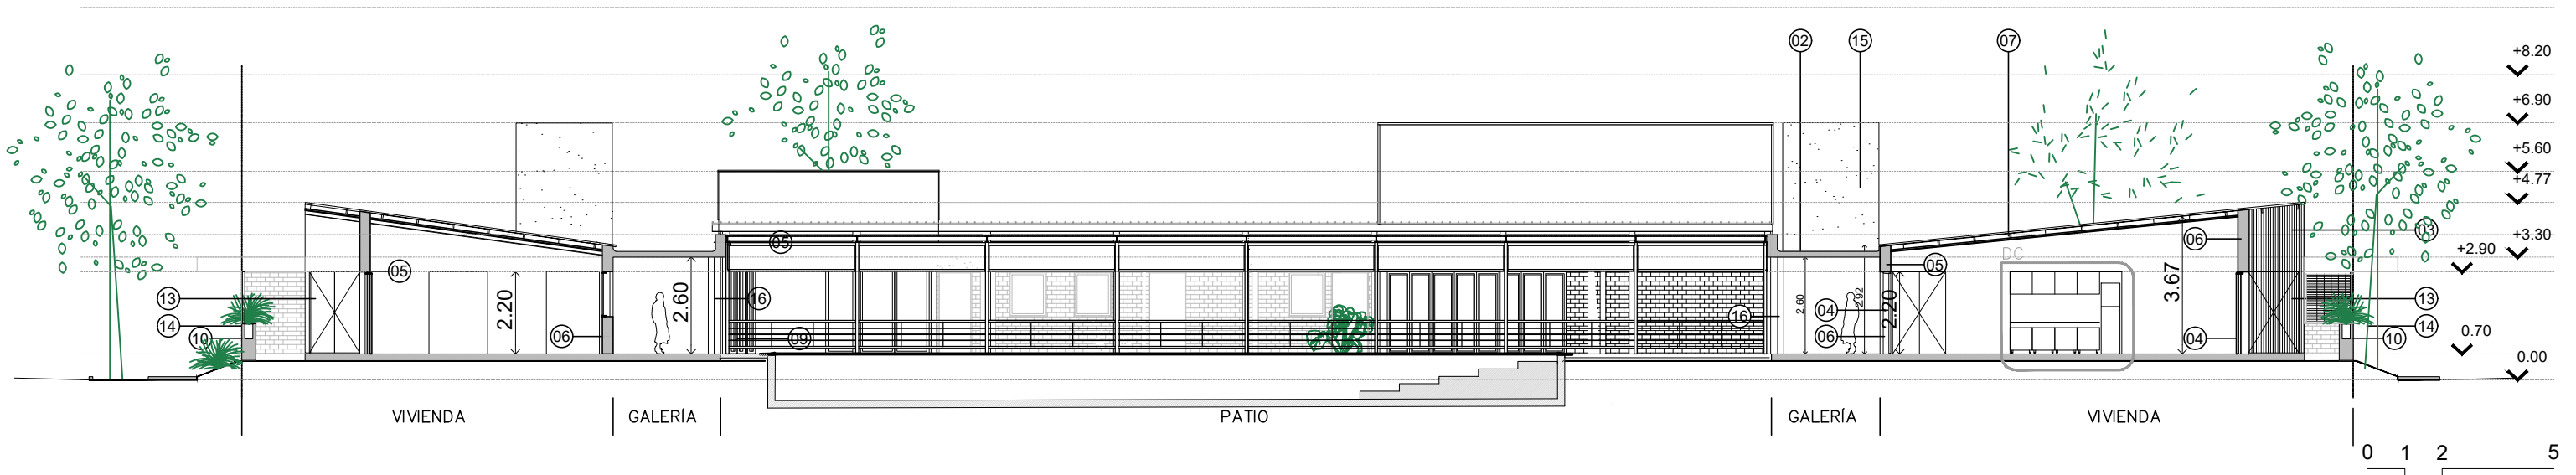 02 15 07
+8.20
+6.90
+5.60
+4.77
05 06 03 +3.30
DC +2.90
05 05
13 2.20 2.60 16 2.60 04 2.92 2.20 3.67 13
14 16 14
10 06 09 06 04 10 0.70
0.00
VIVIENDA GALERÍA PATIO GALERÍA VIVIENDA
0 1 2 5